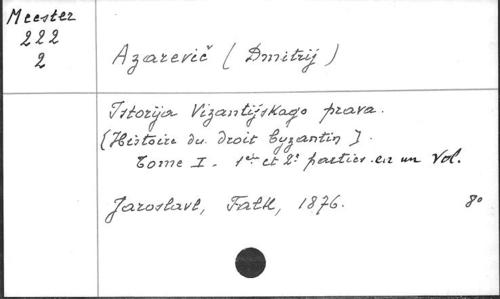 Meester
222
2
Azarevič (Dmitrij)
Istorija Vizantijskago prava.
[Histoire du droit byzantin].
Tome I. 1re et 2e parties en un vol.
Jaroslavl, Falk, 1876. 8o